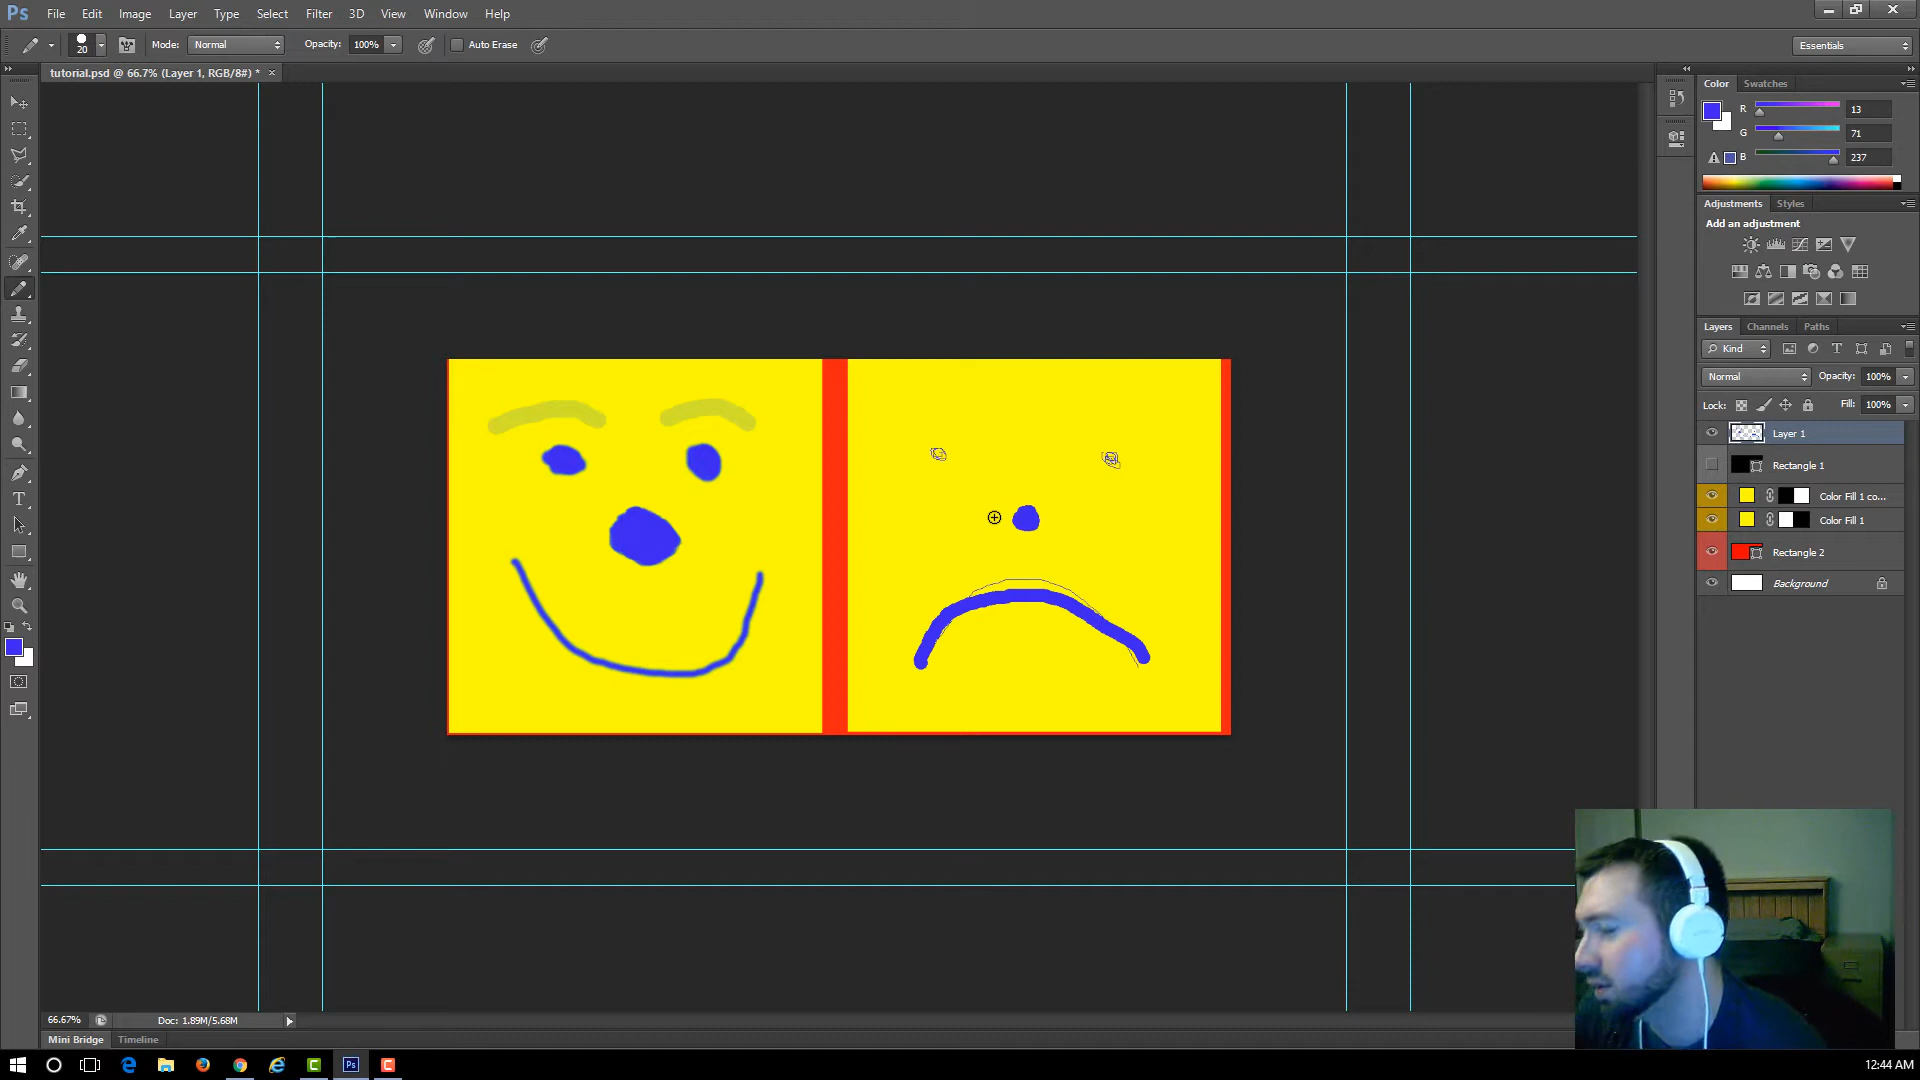 Ps File Edit Image Layer Type Select Filter 3D View Window Help
20 Mode: Normal Opacity: 100% Auto Erase Essentials
tutorial.psd @ 66.7% (Layer 1, RGB/8#) * ×
Color Swatches
R 13
G 71
B 237
Adjustments Styles
Add an adjustment
Layers Channels Paths
Kind
Normal Opacity: 100%
Lock: Fill: 100%
Layer 1
Rectangle 1
Color Fill 1 co...
Color Fill 1
Rectangle 2
Background
66.67% Doc: 1.89M/5.68M
Mini Bridge Timeline
12:44 AM